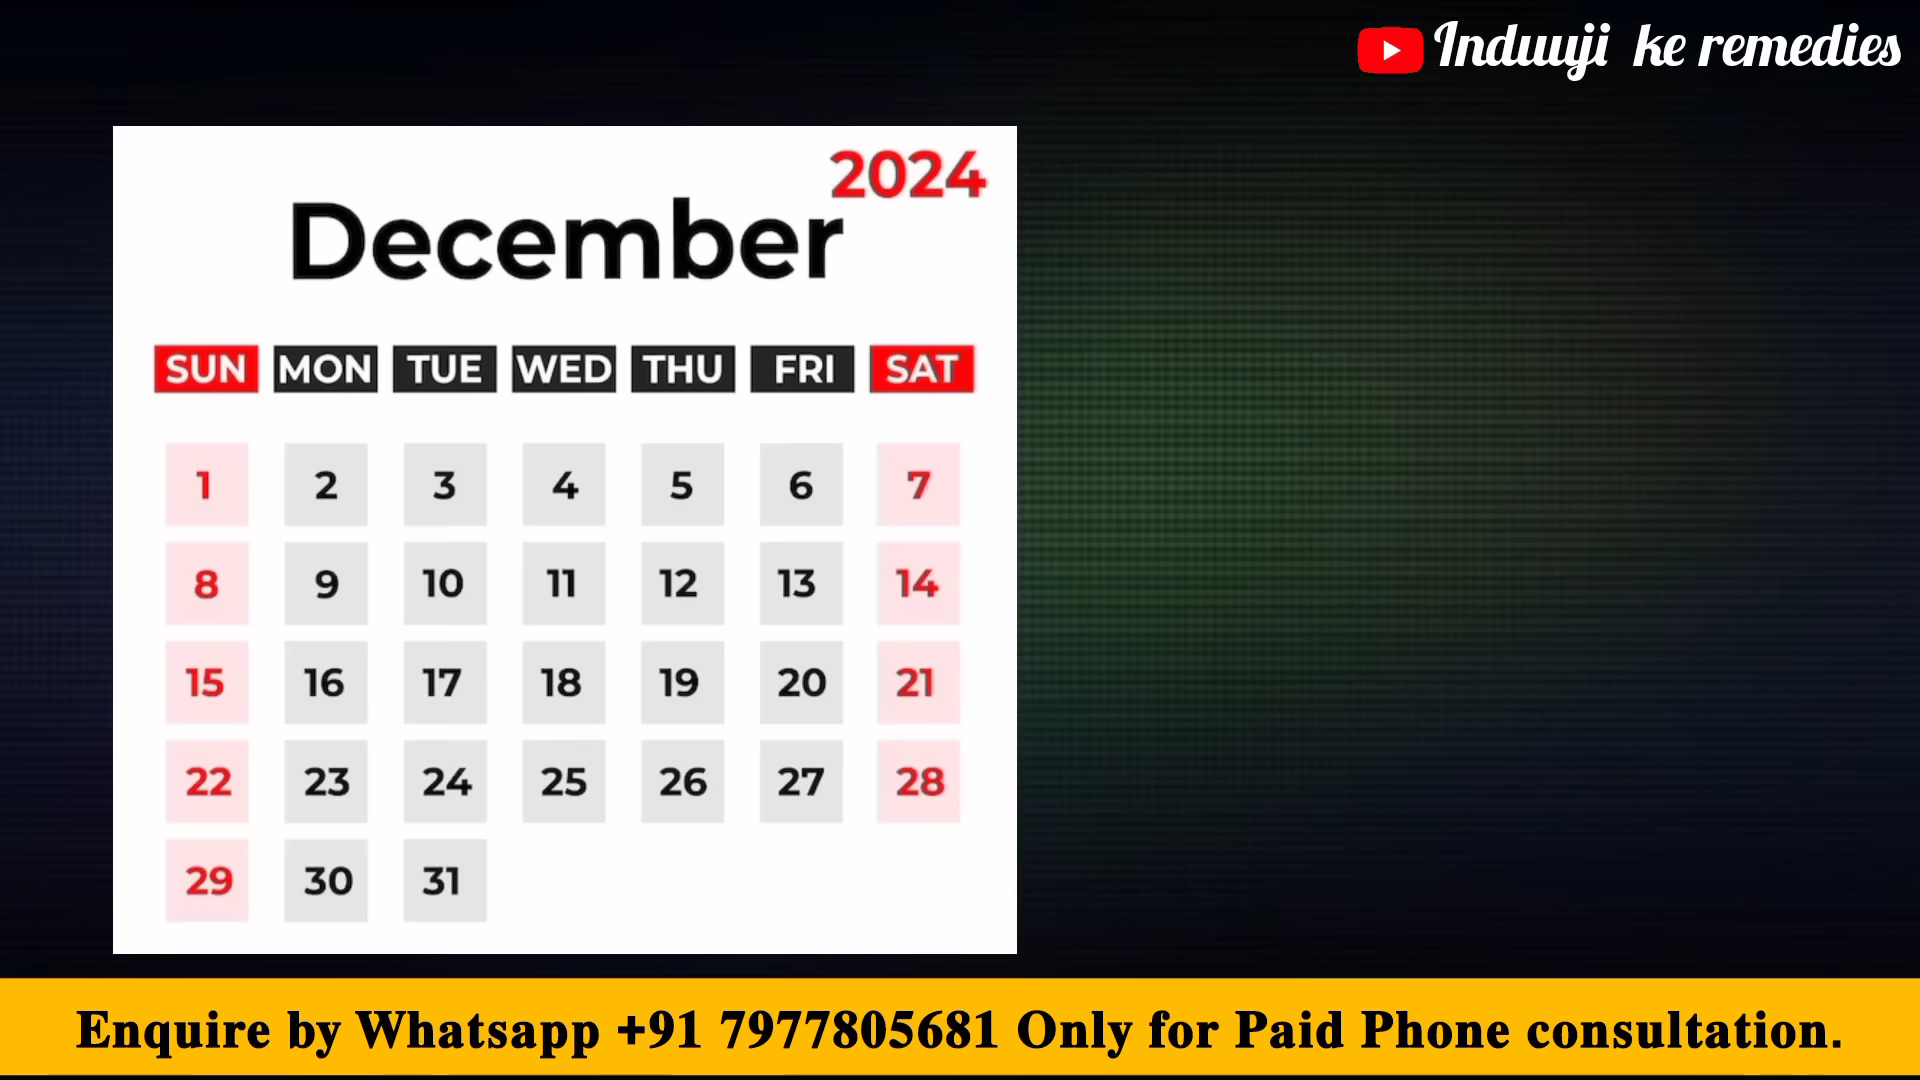 Induuji ke remedies
2024
December
SUN MON TUE WED THU FRI SAT
1 2 3 4 5 6 7
8 9 10 11 12 13 14
15 16 17 18 19 20 21
22 23 24 25 26 27 28
29 30 31
Enquire by Whatsapp +91 7977805681 Only for Paid Phone consultation.